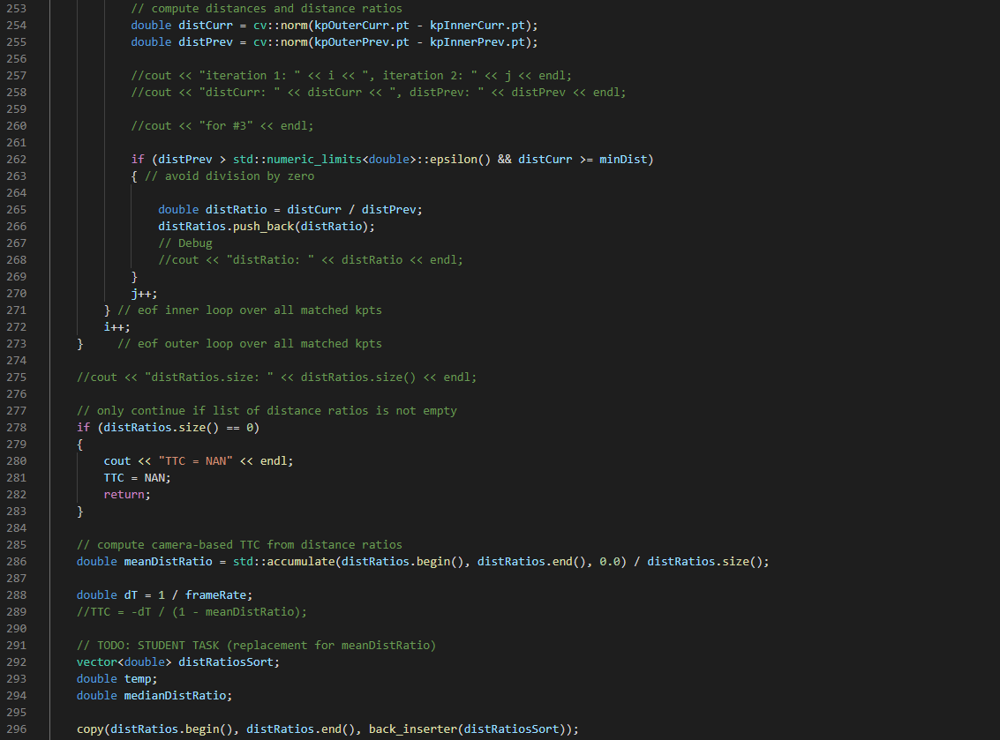 253 // compute distances and distance ratios
254 double distCurr = cv::norm(kpOuterCurr.pt - kpInnerCurr.pt);
255 double distPrev = cv::norm(kpOuterPrev.pt - kpInnerPrev.pt);
256
257 //cout << "iteration 1: " << i << ", iteration 2: " << j << endl;
258 //cout << "distCurr: " << distCurr << ", distPrev: " << distPrev << endl;
259
260 //cout << "for #3" << endl;
261
262 if (distPrev > std::numeric_limits<double>::epsilon() && distCurr >= minDist)
263 { // avoid division by zero
264
265 double distRatio = distCurr / distPrev;
266 distRatios.push_back(distRatio);
267 // Debug
268 //cout << "distRatio: " << distRatio << endl;
269 }
270 j++;
271 } // eof inner loop over all matched kpts
272 i++;
273 }     // eof outer loop over all matched kpts
274
275 //cout << "distRatios.size: " << distRatios.size() << endl;
276
277 // only continue if list of distance ratios is not empty
278 if (distRatios.size() == 0)
279 {
280 cout << "TTC = NAN" << endl;
281 TTC = NAN;
282 return;
283 }
284
285 // compute camera-based TTC from distance ratios
286 double meanDistRatio = std::accumulate(distRatios.begin(), distRatios.end(), 0.0) / distRatios.size();
287
288 double dT = 1 / frameRate;
289 //TTC = -dT / (1 - meanDistRatio);
290
291 // TODO: STUDENT TASK (replacement for meanDistRatio)
292 vector<double> distRatiosSort;
293 double temp;
294 double medianDistRatio;
295
296 copy(distRatios.begin(), distRatios.end(), back_inserter(distRatiosSort));